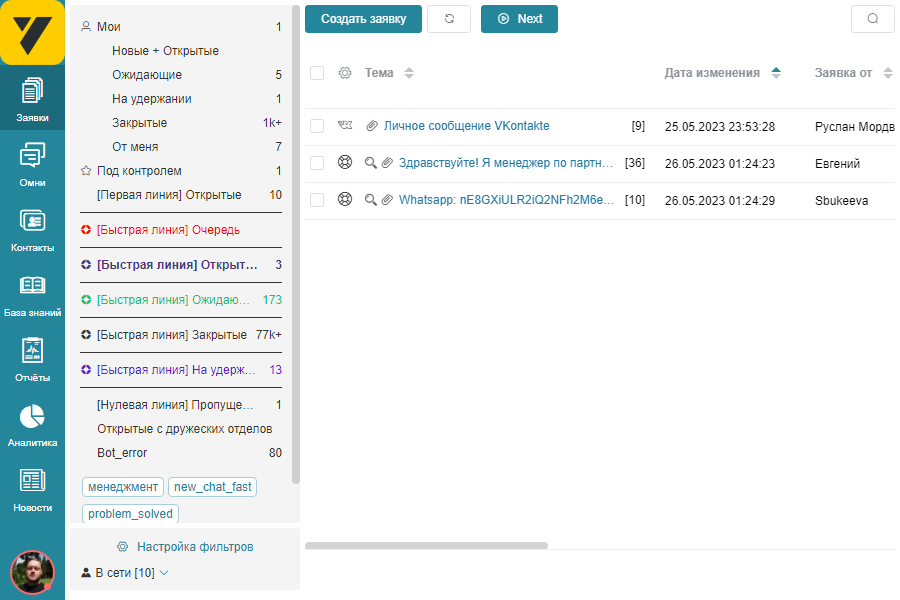 Заявки
Омни
Контакты
База знаний
Отчёты
Аналитика
Новости
Мои 1
Новые + Открытые
Ожидающие 5
На удержании 1
Закрытые 1k+
От меня 7
Под контролем 1
[Первая линия] Открытые 10
[Быстрая линия] Очередь
[Быстрая линия] Открыт... 3
[Быстрая линия] Ожидаю... 173
[Быстрая линия] Закрытые 77k+
[Быстрая линия] На удерж... 13
[Нулевая линия] Пропуще... 1
Открытые с дружеских отделов
Bot_error 80
менеджмент new_chat_fast
problem_solved
Настройка фильтров
В сети [10]
Создать заявку Next
Тема Дата изменения Заявка от
Личное сообщение VKontakte [9] 25.05.2023 23:53:28 Руслан Мордв
Здравствуйте! Я менеджер по партн... [36] 26.05.2023 01:24:23 Евгений
Whatsapp: nE8GXiULR2iQ2NFh2M6e... [10] 26.05.2023 01:24:29 Sbukeeva